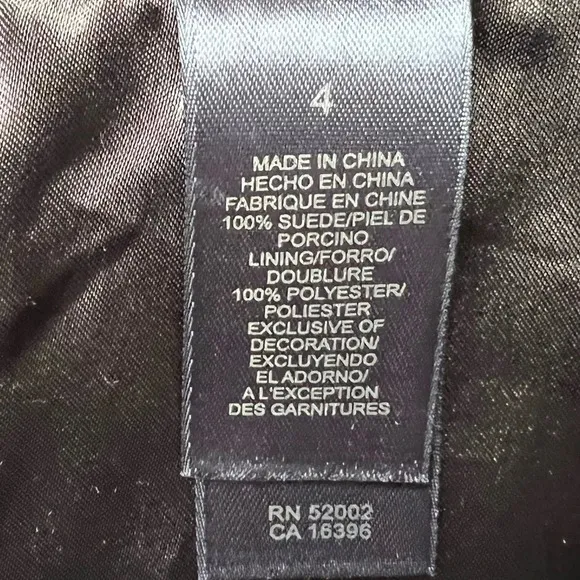 4
MADE IN CHINA
HECHO EN CHINA
FABRIQUE EN CHINE
100% SUEDE/PIEL DE
PORCINO
LINING/FORRO/
DOUBLURE
100% POLYESTER/
POLIESTER
EXCLUSIVE OF
DECORATION/
EXCLUYENDO
EL ADORNO/
A L'EXCEPTION
DES GARNITURES
RN 52002
CA 16396